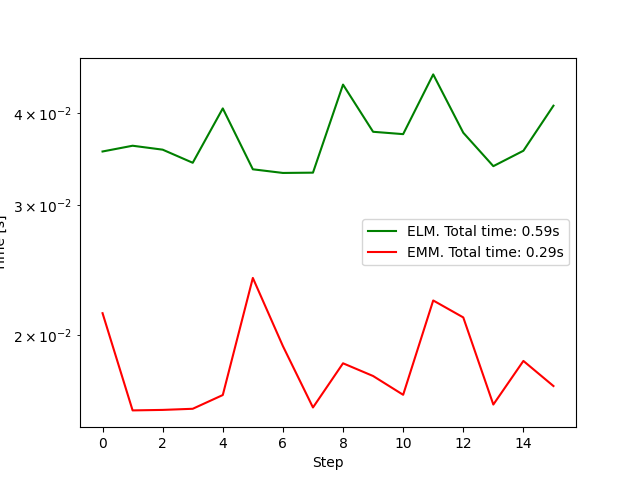 4 × 10⁻²
3 × 10⁻²
2 × 10⁻²
ELM. Total time: 0.59s
EMM. Total time: 0.29s
0 2 4 6 8 10 12 14
Step